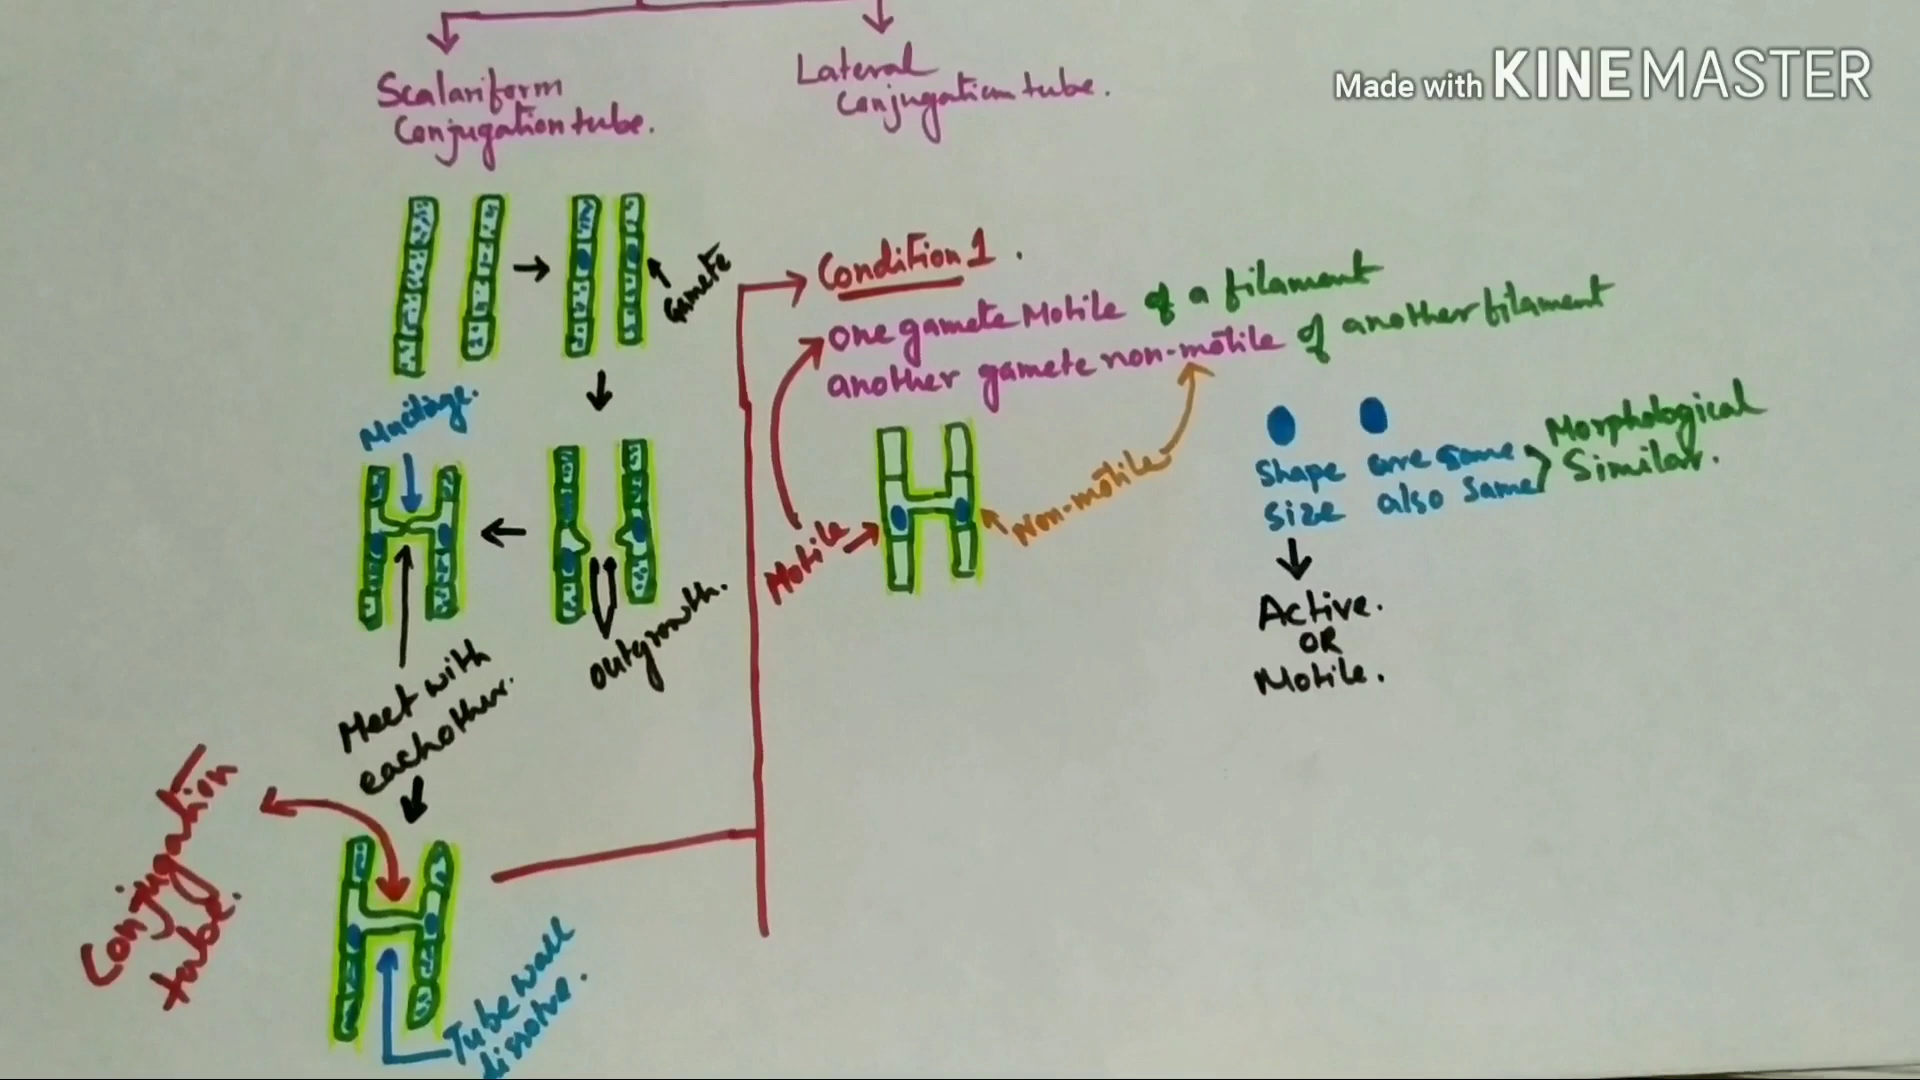 Scalariform
Conjugation tube.
Lateral
Conjugation tube.
Made with KINEMASTER
Gamete
Condition 1.
one gamete Motile of a filament
another gamete non-motile of another filament
Mucilage.
Motile
Non-motile
Shape are same
size also same
Morphological
Similar.
Active.
OR
Motile.
outgrowth.
Meet with
eachother.
Conjugation
tube.
Tube wall
dissolve.